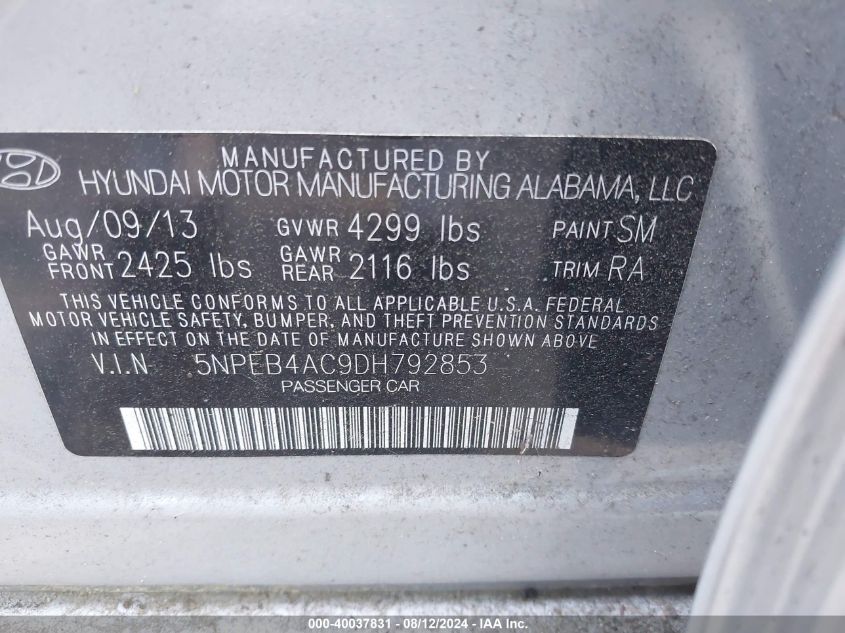 MANUFACTURED BY
HYUNDAI MOTOR MANUFACTURING ALABAMA, LLC
Aug/09/13 GVWR 4299 lbs PAINT SM
GAWR FRONT 2425 lbs GAWR REAR 2116 lbs TRIM RA
THIS VEHICLE CONFORMS TO ALL APPLICABLE U.S.A. FEDERAL
MOTOR VEHICLE SAFETY, BUMPER, AND THEFT PREVENTION STANDARDS
IN EFFECT ON THE DATE OF MANUFACTURE SHOWN ABOVE
V.I.N 5NPEB4AC9DH792853
PASSENGER CAR
000-40037831 - 08/12/2024 - IAA Inc.